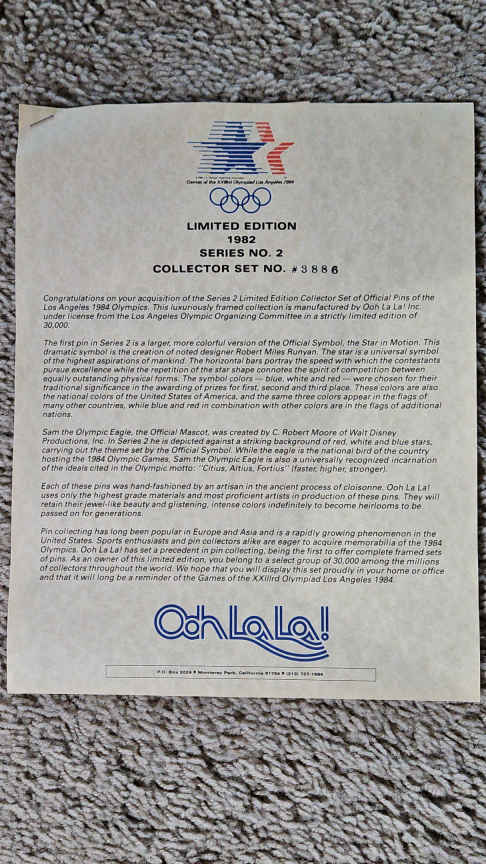 Games of the XXIIIrd Olympiad Los Angeles 1984
LIMITED EDITION
1982
SERIES NO. 2
COLLECTOR SET NO. #3886
Congratulations on your acquisition of the Series 2 Limited Edition Collector Set of Official Pins of the
Los Angeles 1984 Olympics. This luxuriously framed collection is manufactured by Ooh La La! Inc.
under license from the Los Angeles Olympic Organizing Committee in a strictly limited edition of
30,000.
The first pin in Series 2 is a larger, more colorful version of the Official Symbol, the Star in Motion. This
dramatic symbol is the creation of noted designer Robert Miles Runyan. The star is a universal symbol
of the highest aspirations of mankind. The horizontal bars portray the speed with which the contestants
pursue excellence while the repetition of the star shape connotes the spirit of competition between
equally outstanding physical forms. The symbol colors — blue, white and red — were chosen for their
traditional significance in the awarding of prizes for first, second and third place. These colors are also
the national colors of the United States of America, and the same three colors appear in the flags of
many other countries, while blue and red in combination with other colors are in the flags of additional
nations.
Sam the Olympic Eagle, the Official Mascot, was created by C. Robert Moore of Walt Disney
Productions, Inc. In Series 2 he is depicted against a striking background of red, white and blue stars,
carrying out the theme set by the Official Symbol. While the eagle is the national bird of the country
hosting the 1984 Olympic Games, Sam the Olympic Eagle is also a universally recognized incarnation
of the ideals cited in the Olympic motto: "Citius, Altius, Fortius" (faster, higher, stronger).
Each of these pins was hand-fashioned by an artisan in the ancient process of cloisonne. Ooh La La!
uses only the highest grade materials and most proficient artists in production of these pins. They will
retain their jewel-like beauty and glistening, intense colors indefinitely to become heirlooms to be
passed on for generations.
Pin collecting has long been popular in Europe and Asia and is a rapidly growing phenomenon in the
United States. Sports enthusiasts and pin collectors alike are eager to acquire memorabilia of the 1984
Olympics. Ooh La La! has set a precedent in pin collecting, being the first to offer complete framed sets
of pins. As an owner of this limited edition, you belong to a select group of 30,000 among the millions
of collectors throughout the world. We hope that you will display this set proudly in your home or office
and that it will long be a reminder of the Games of the XXIIIrd Olympiad Los Angeles 1984.
Ooh La La!
P.O. Box 2029 • Monterey Park, California 91754 • (213) 727-1984